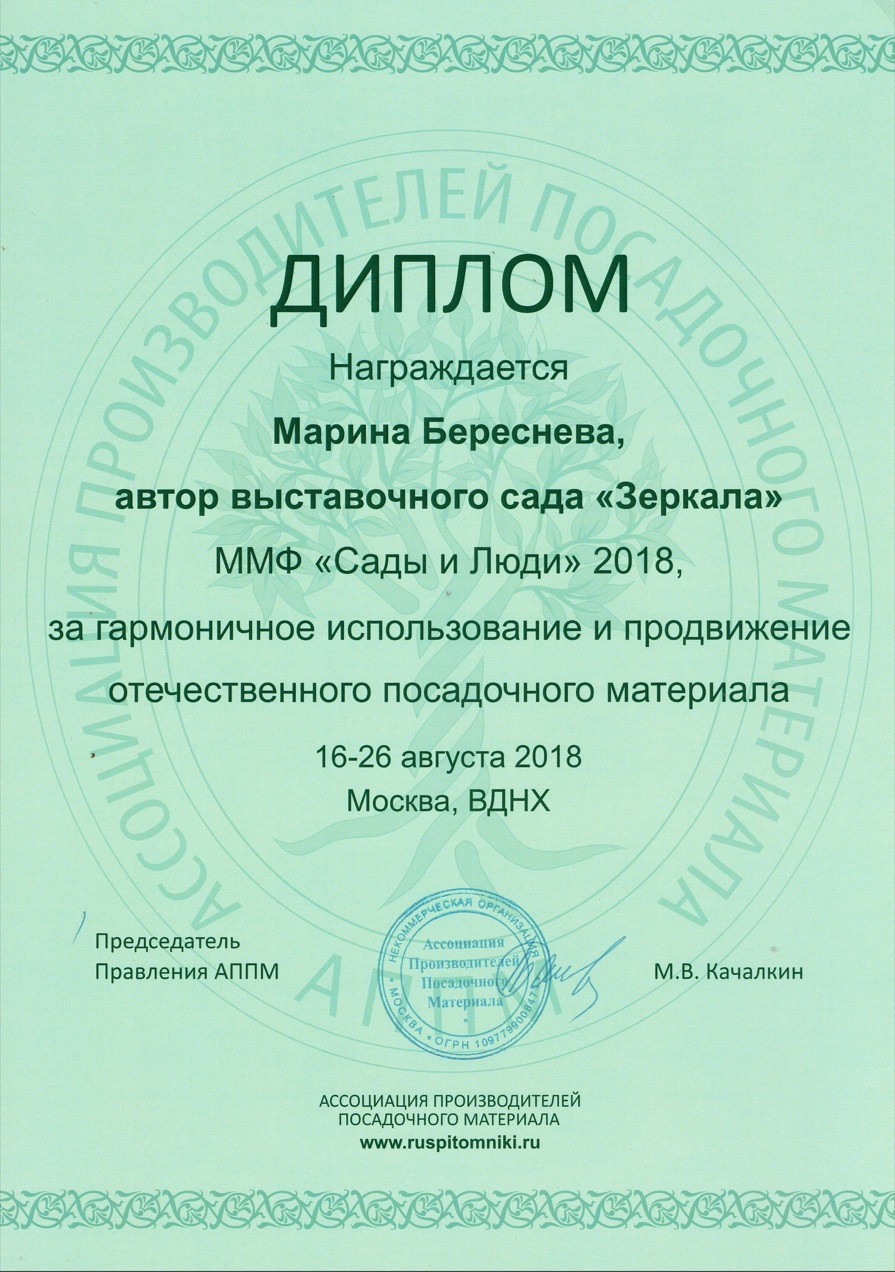 АССОЦИАЦИЯ ПРОИЗВОДИТЕЛЕЙ ПОСАДОЧНОГО МАТЕРИАЛА
ДИПЛОМ
Награждается
Марина Береснева,
автор выставочного сада «Зеркала»
ММФ «Сады и Люди» 2018,
за гармоничное использование и продвижение
отечественного посадочного материала
16-26 августа 2018
Москва, ВДНХ
Председатель
Правления АППМ
НЕКОММЕРЧЕСКАЯ ОРГАНИЗАЦИЯ
Ассоциация
Производителей
Посадочного
Материала
МОСКВА • ОГРН
М.В. Качалкин
АППМ
АССОЦИАЦИЯ ПРОИЗВОДИТЕЛЕЙ
ПОСАДОЧНОГО МАТЕРИАЛА
www.ruspitomniki.ru